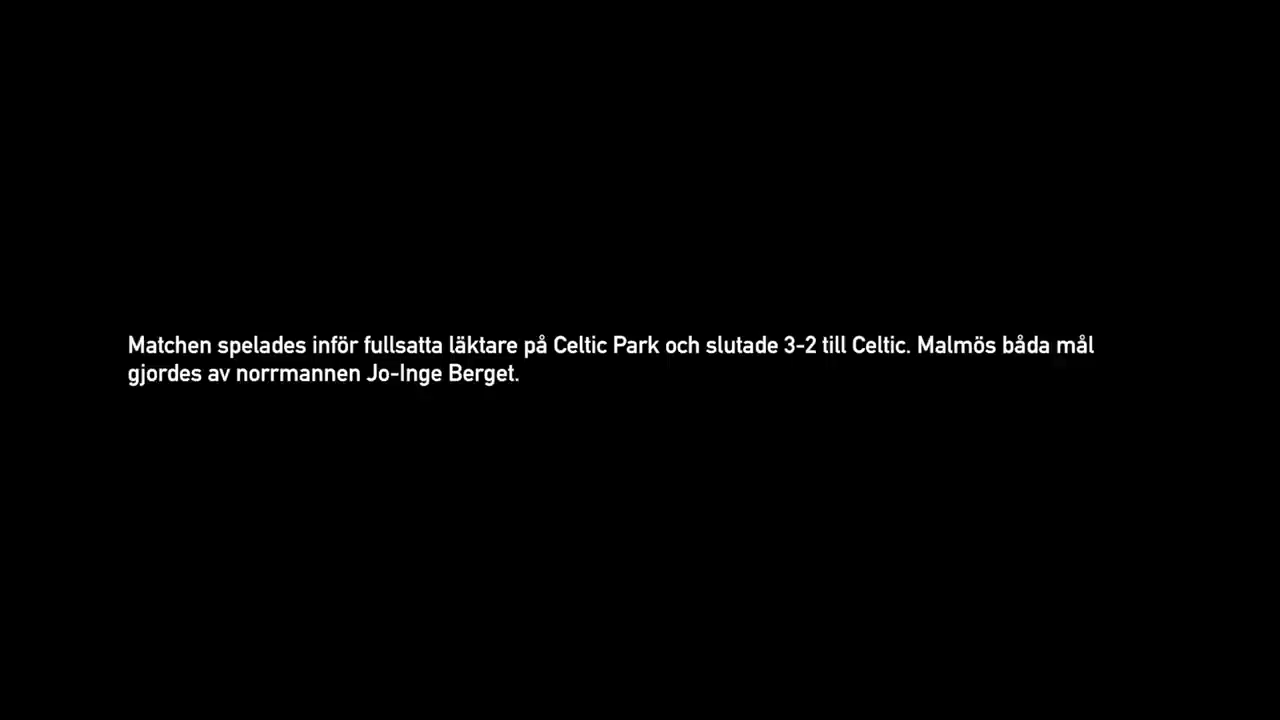 Matchen spelades inför fullsatta läktare på Celtic Park och slutade 3-2 till Celtic. Malmös båda mål
gjordes av norrmannen Jo-Inge Berget.